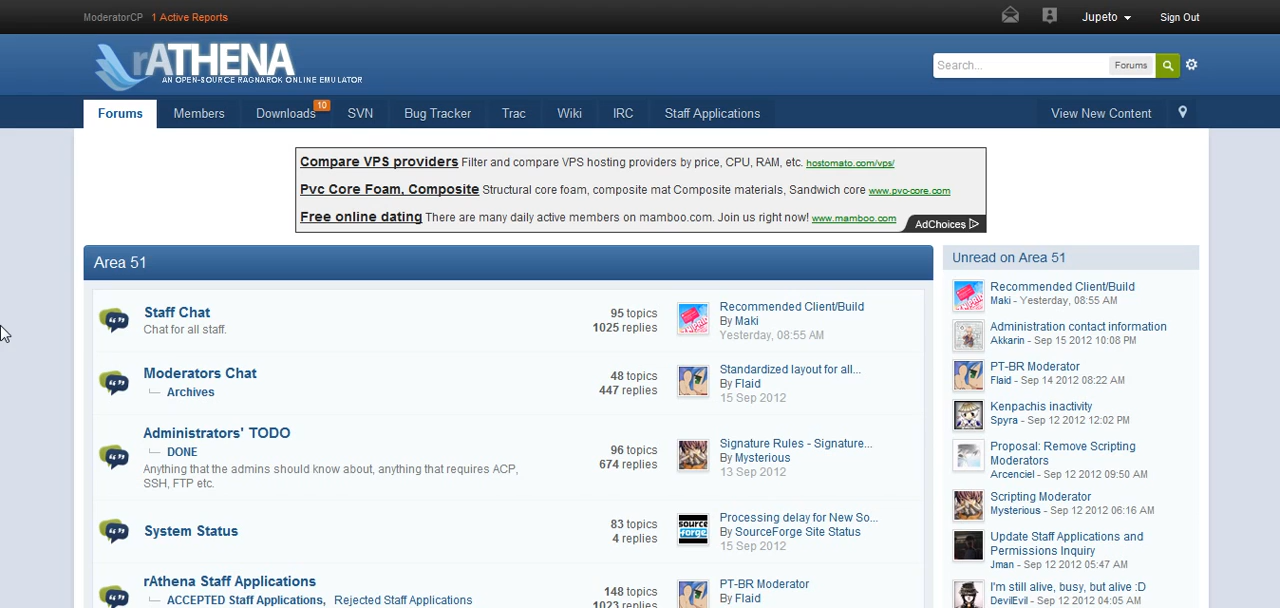 ModeratorCP 1 Active Reports Jupeto Sign Out
rATHENA
AN OPEN-SOURCE RAGNAROK ONLINE EMULATOR
Search... Forums
Forums Members Downloads 10 SVN Bug Tracker Trac Wiki IRC Staff Applications View New Content
Compare VPS providers Filter and compare VPS hosting providers by price, CPU, RAM, etc. hostomato.com/vps/
Pvc Core Foam, Composite Structural core foam, composite mat Composite materials, Sandwich core www.pvc-core.com
Free online dating There are many daily active members on mamboo.com. Join us right now! www.mamboo.com
AdChoices
Area 51
Staff Chat
Chat for all staff.
95 topics
1025 replies
Recommended Client/Build
By Maki
Yesterday, 08:55 AM
Moderators Chat
Archives
48 topics
447 replies
Standardized layout for all...
By Flaid
15 Sep 2012
Administrators' TODO
DONE
Anything that the admins should know about, anything that requires ACP,
SSH, FTP etc.
96 topics
674 replies
Signature Rules - Signature...
By Mysterious
13 Sep 2012
System Status
83 topics
4 replies
source
forge
Processing delay for New So...
By SourceForge Site Status
15 Sep 2012
rAthena Staff Applications
ACCEPTED Staff Applications, Rejected Staff Applications
148 topics
1023 replies
PT-BR Moderator
By Flaid
Unread on Area 51
Recommended Client/Build
Maki - Yesterday, 08:55 AM
Administration contact information
Akkarin - Sep 15 2012 10:08 PM
PT-BR Moderator
Flaid - Sep 14 2012 08:22 AM
Kenpachis inactivity
Spyra - Sep 12 2012 12:02 PM
Proposal: Remove Scripting
Moderators
Arcenciel - Sep 12 2012 09:50 AM
Scripting Moderator
Mysterious - Sep 12 2012 06:16 AM
Update Staff Applications and
Permissions Inquiry
Jman - Sep 12 2012 05:47 AM
I'm still alive, busy, but alive :D
DevilEvil - Sep 12 2012 04:05 AM